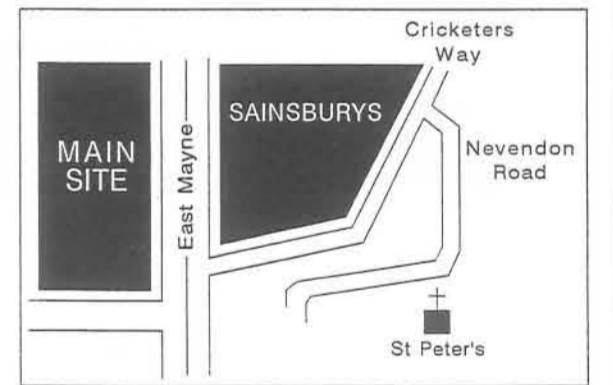 Cricketers
Way
SAINSBURYS
MAIN
SITE
East Mayne
Nevendon
Road
St Peter's